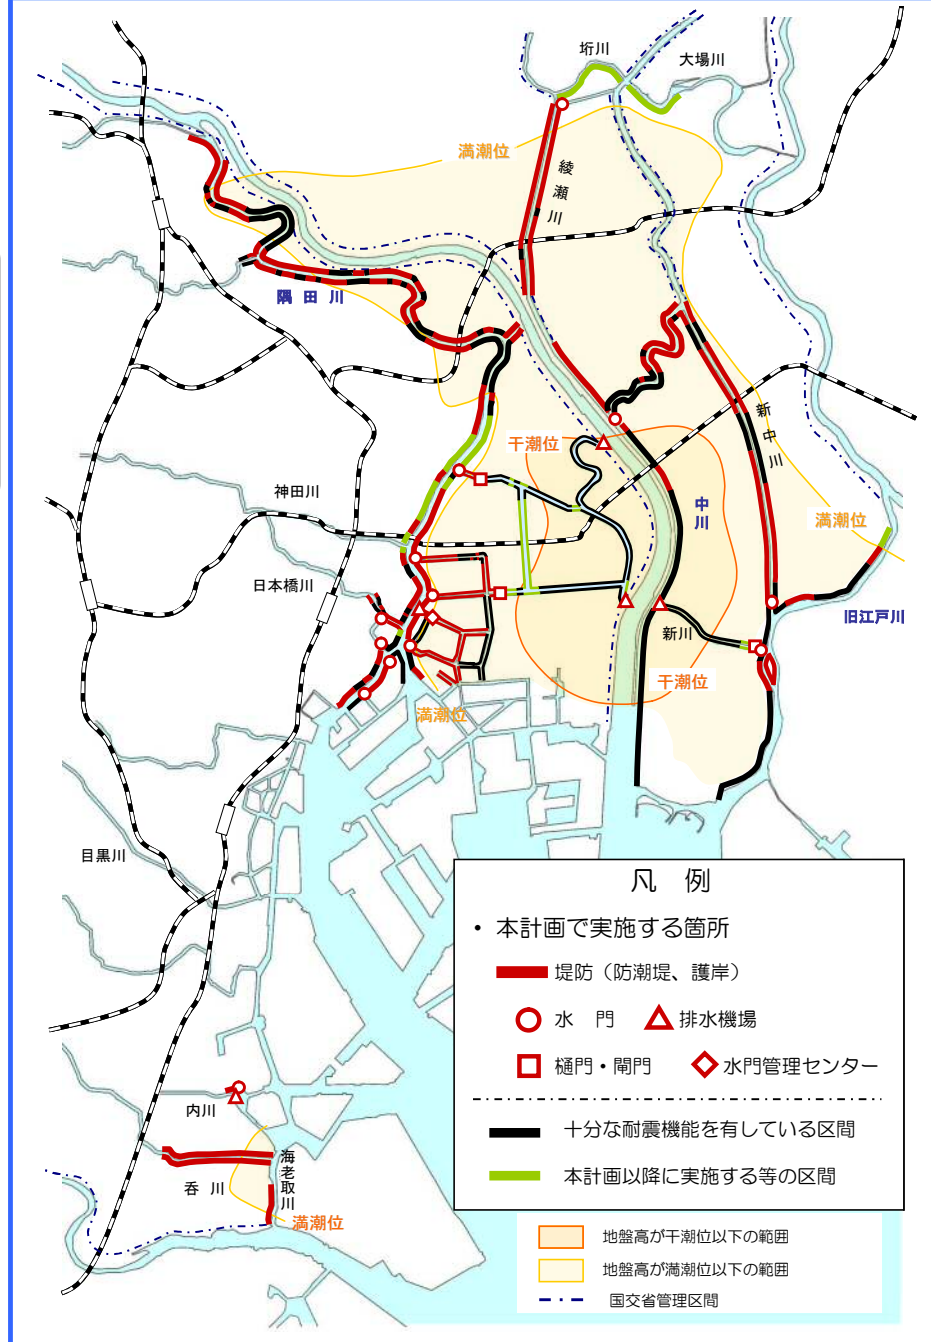 垳川
大場川
満潮位
綾瀬川
隅田川
新中川
干潮位
神田川
中川
満潮位
日本橋川
旧江戸川
新川
干潮位
満潮位
目黒川
凡 例
・ 本計画で実施する箇所
堤防（防潮堤、護岸）
水 門
排水機場
樋門・閘門
水門管理センター
十分な耐震機能を有している区間
本計画以降に実施する等の区間
内川
海老取川
呑 川
満潮位
地盤高が干潮位以下の範囲
地盤高が満潮位以下の範囲
国交省管理区間